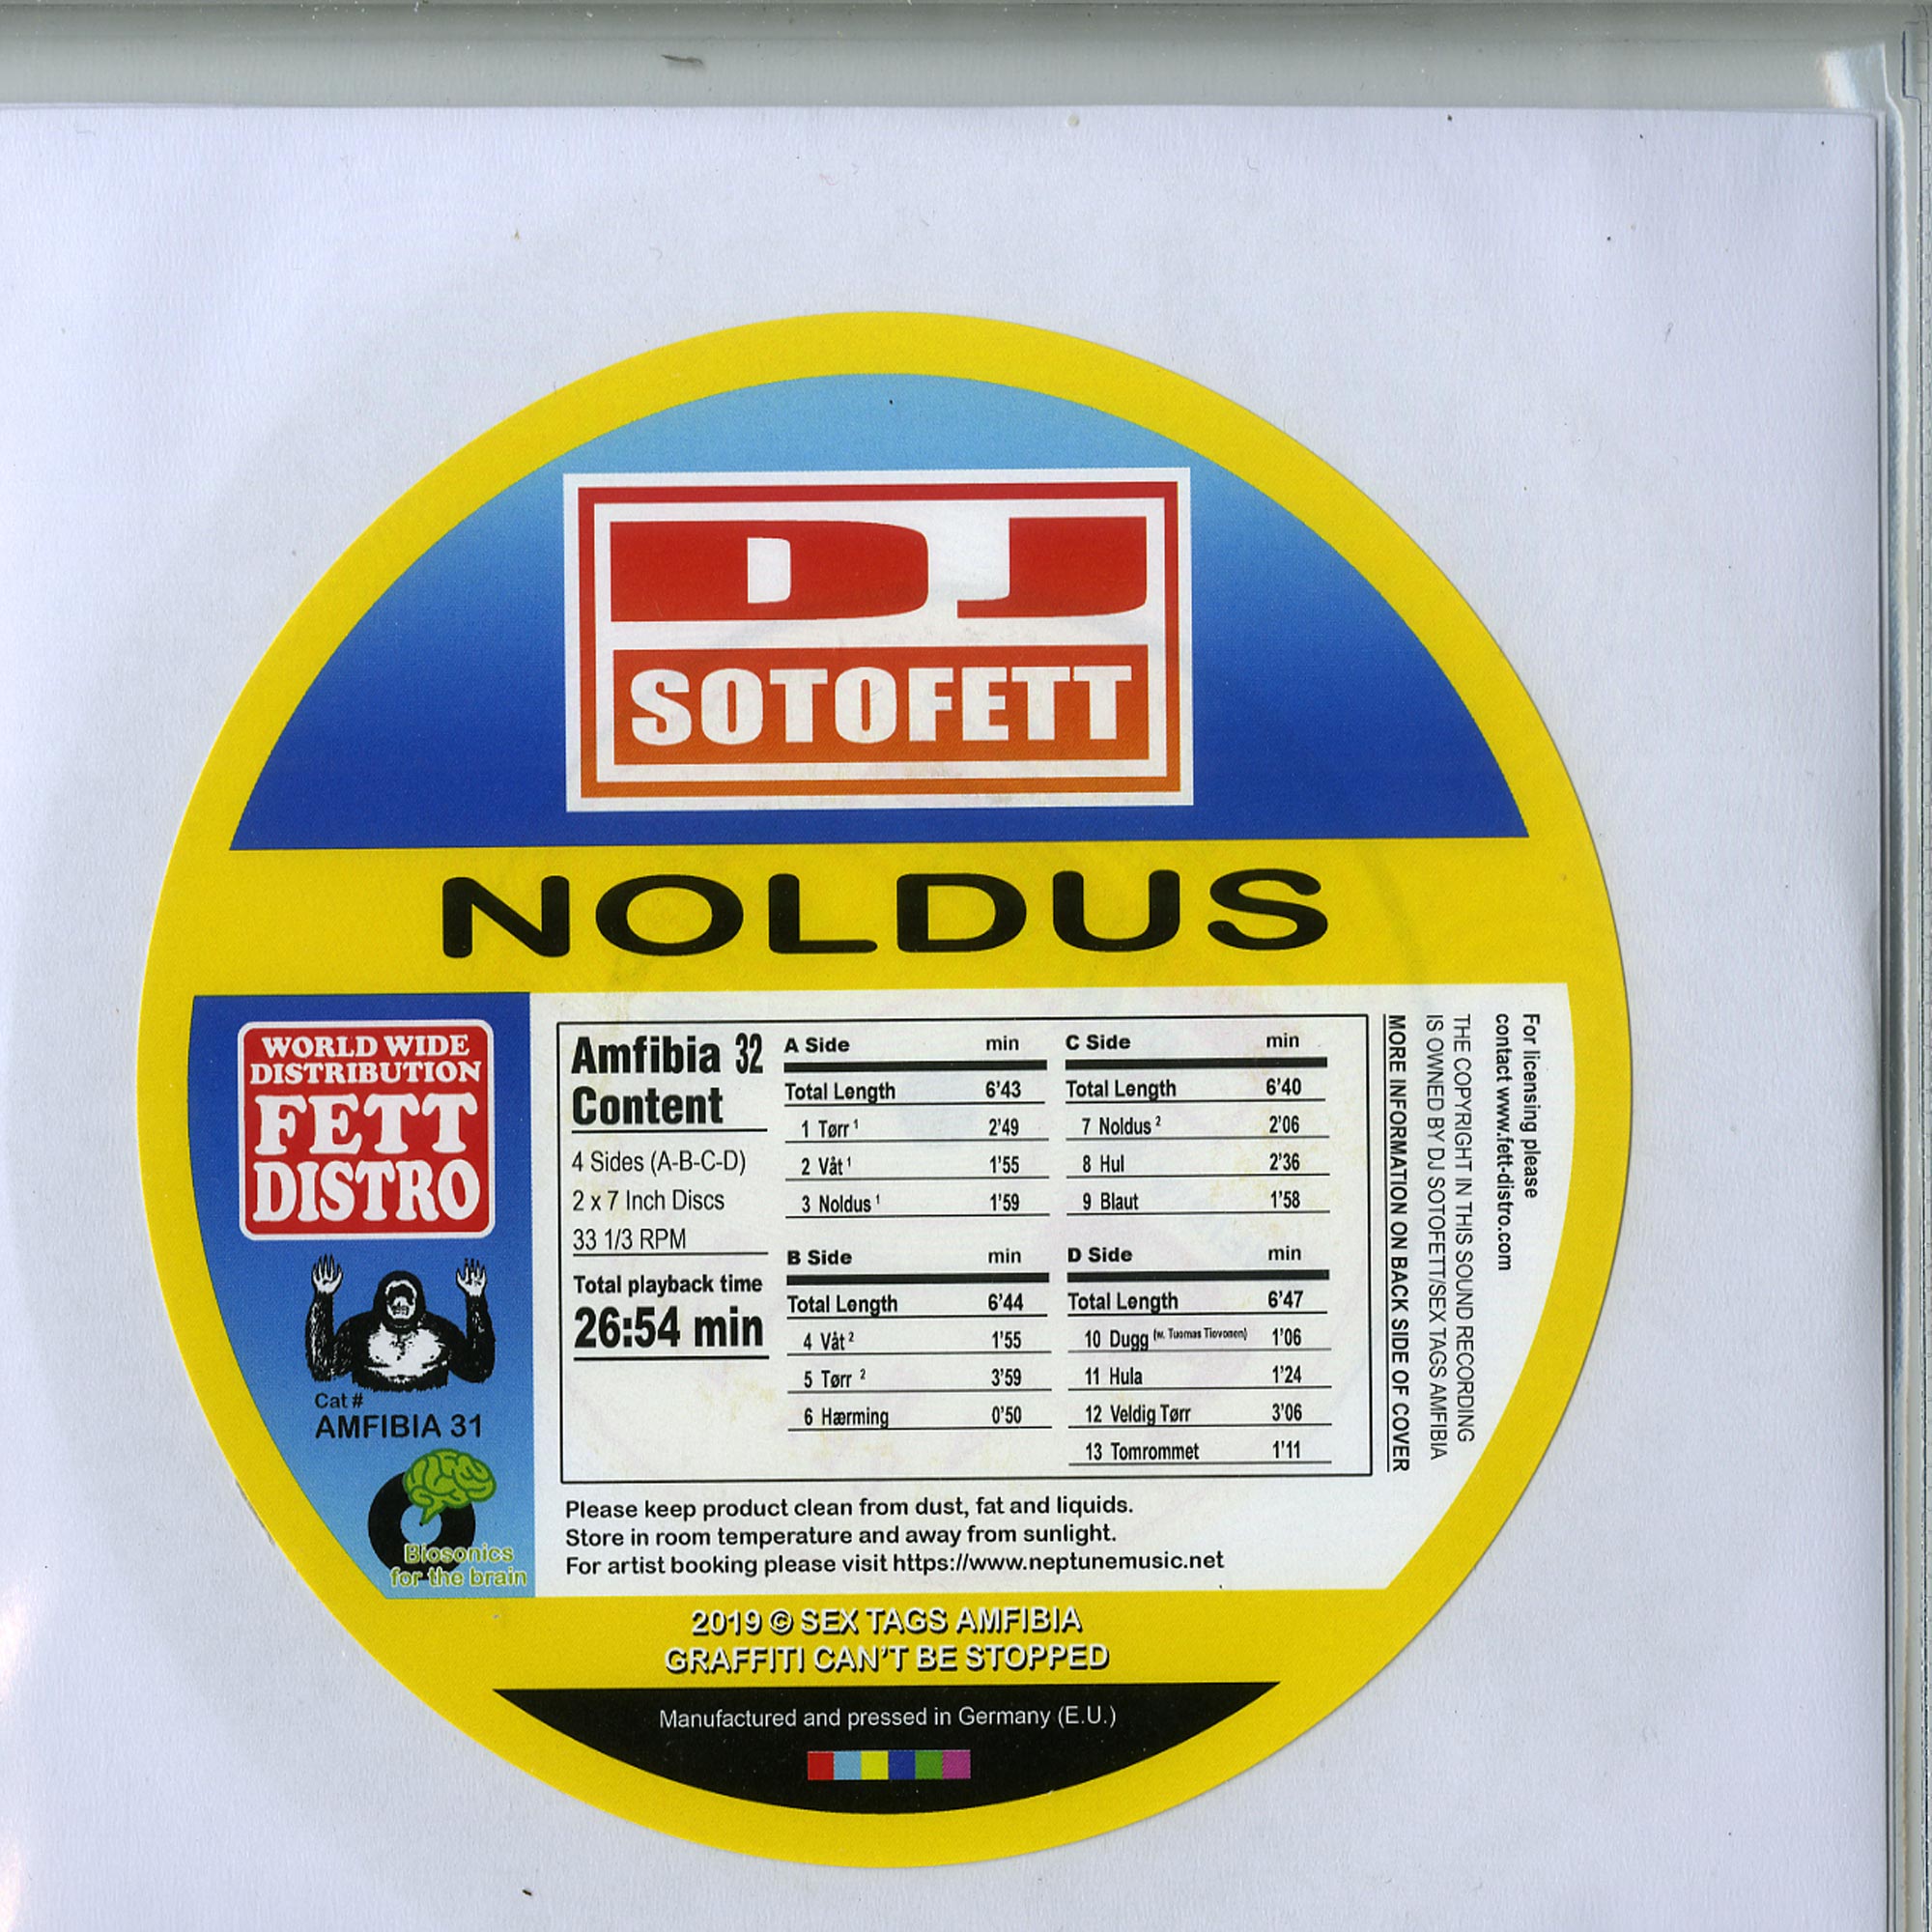 DJ
SOTOFETT
NOLDUS
WORLD WIDE
DISTRIBUTION
FETT
DISTRO
Cat #
AMFIBIA 31
Biosonics
for the brain
Amfibia 32
Content
4 Sides (A-B-C-D)
2 x 7 Inch Discs
33 1/3 RPM
Total playback time
26:54 min
A Side min
Total Length 6'43
1 Tørr ¹ 2'49
2 Våt ¹ 1'55
3 Noldus ¹ 1'59
B Side min
Total Length 6'44
4 Våt ² 1'55
5 Tørr ² 3'59
6 Hærming 0'50
C Side min
Total Length 6'40
7 Noldus ² 2'06
8 Hul 2'36
9 Blaut 1'58
D Side min
Total Length 6'47
10 Dugg (w. Tuomas Tiovonen) 1'06
11 Hula 1'24
12 Veldig Tørr 3'06
13 Tomrommet 1'11
For licensing please
contact www.fett-distro.com
THE COPYRIGHT IN THIS SOUND RECORDING
IS OWNED BY DJ SOTOFETT/SEX TAGS AMFIBIA
MORE INFORMATION ON BACK SIDE OF COVER
Please keep product clean from dust, fat and liquids.
Store in room temperature and away from sunlight.
For artist booking please visit https://www.neptunemusic.net
2019 © SEX TAGS AMFIBIA
GRAFFITI CAN'T BE STOPPED
Manufactured and pressed in Germany (E.U.)